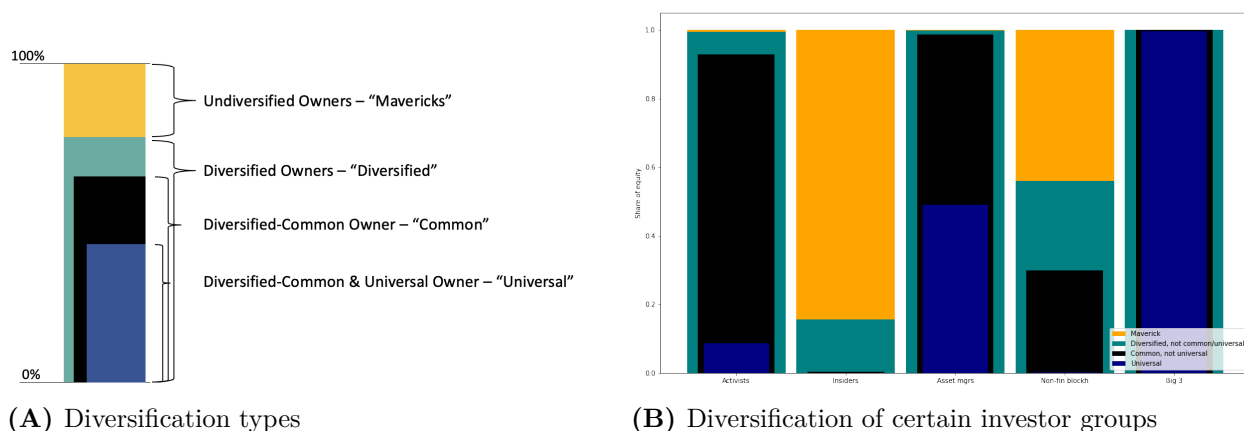 100%
Undiversified Owners – “Mavericks”
Diversified Owners – “Diversified”
Diversified-Common Owner – “Common”
Diversified-Common & Universal Owner – “Universal”
0%
(A) Diversification types
Share of equity
1.0
0.8
0.6
0.4
0.2
0.0
Maverick
Diversified, not common/universal
Common, not universal
Universal
Activists
Insiders
Asset mgrs
Non-fin blockh
Big 3
(B) Diversification of certain investor groups